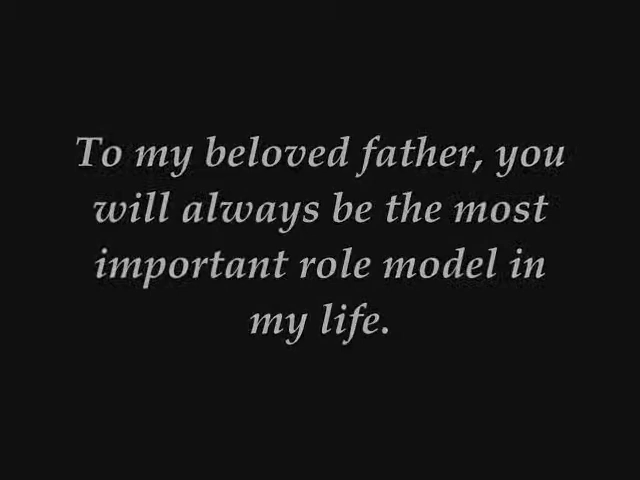 To my beloved father, you
will always be the most
important role model in
my life.